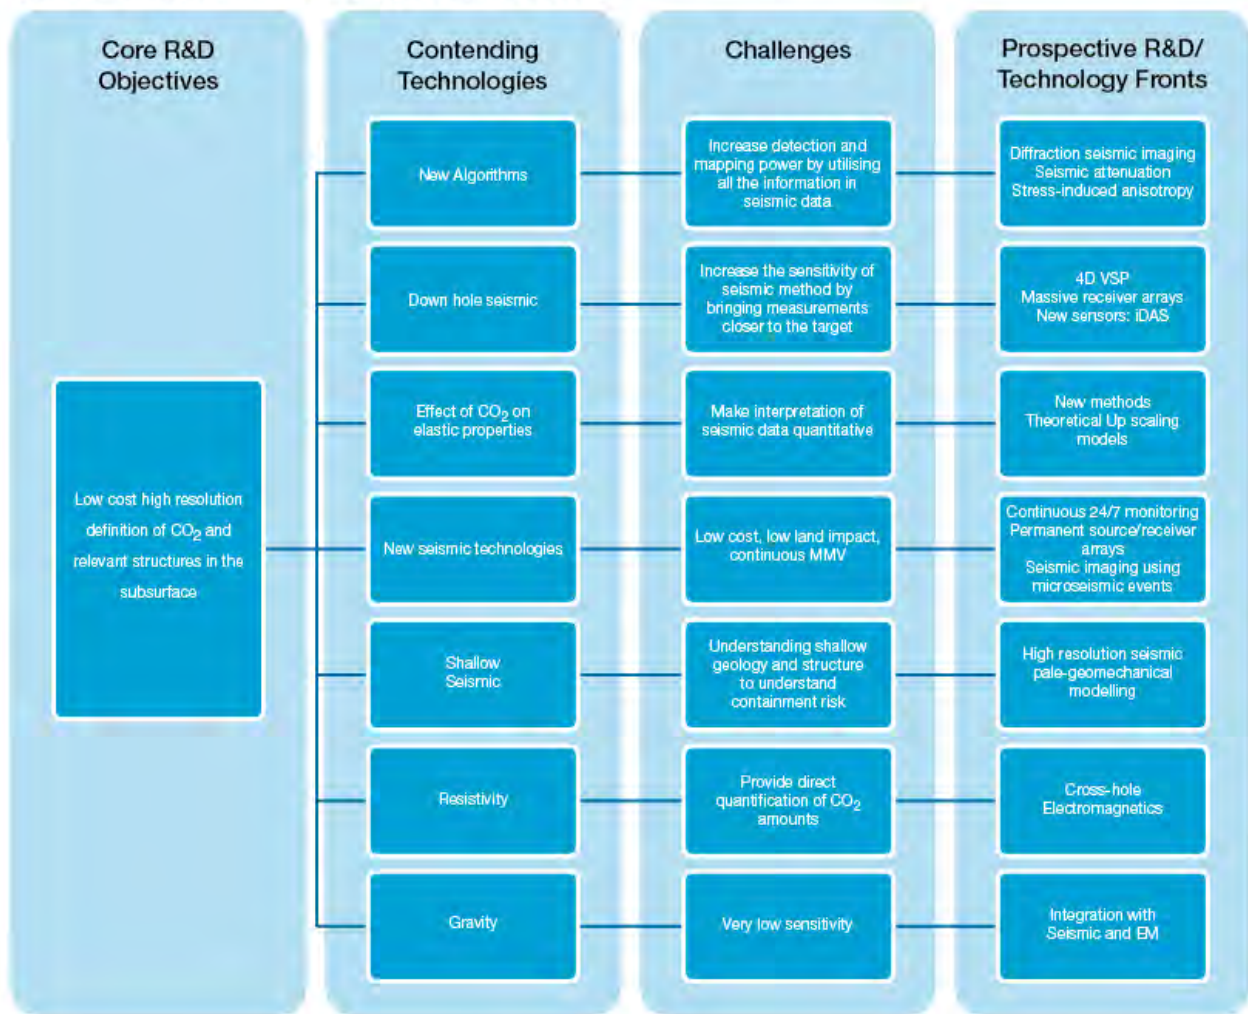 Core R&D
Objectives
Contending
Technologies
Challenges
Prospective R&D/
Technology Fronts
Low cost high resolution
definition of CO2 and
relevant structures in the
subsurface
New Algorithms
Increase detection and
mapping power by utilising
all the information in
seismic data
Diffraction seismic imaging
Seismic attenuation
Stress-induced anisotropy
Down hole seismic
Increase the sensitivity of
seismic method by
bringing measurements
closer to the target
4D VSP
Massive receiver arrays
New sensors: iDAS
Effect of CO2 on
elastic properties
Make interpretation of
seismic data quantitative
New methods
Theoretical Up scaling
models
New seismic technologies
Low cost, low land impact,
continuous MMV
Continuous 24/7 monitoring
Permanent source/receiver
arrays
Seismic imaging using
microseismic events
Shallow
Seismic
Understanding shallow
geology and structure
to understand
containment risk
High resolution seismic
pale-geomechanical
modelling
Resistivity
Provide direct
quantification of CO2
amounts
Cross-hole
Electromagnetics
Gravity
Very low sensitivity
Integration with
Seismic and EM